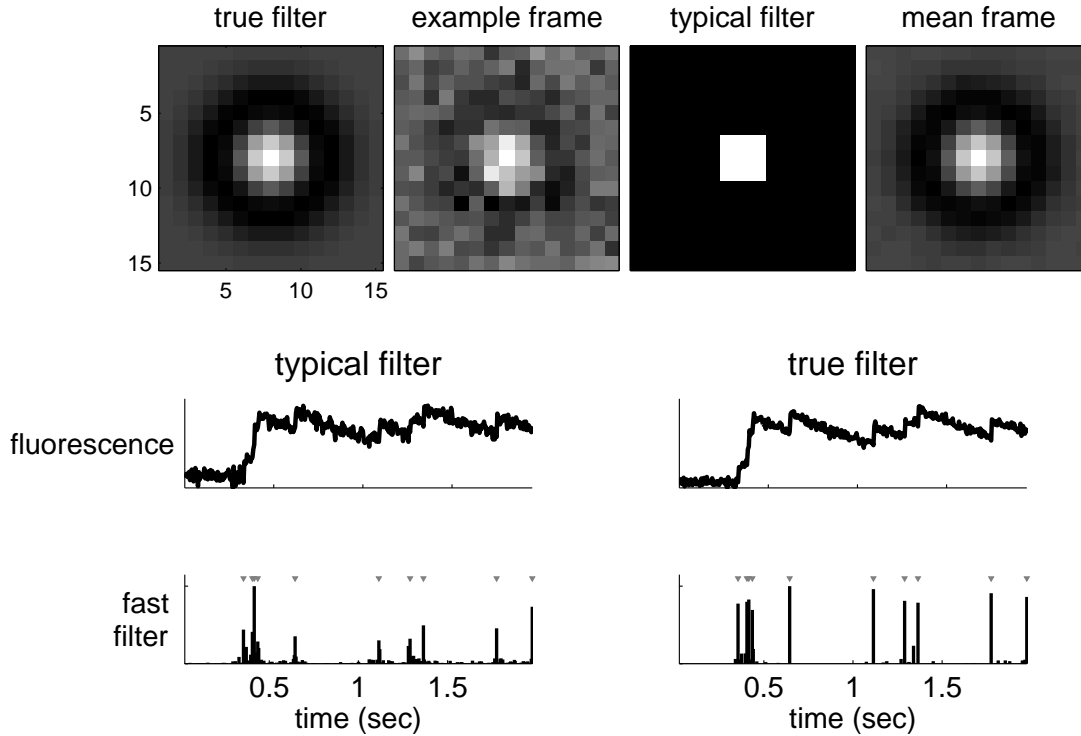 true filter
example frame
typical filter
mean frame
5
10
15
5
10
15
typical filter
true filter
fluorescence
fast
filter
0.5
1
1.5
time (sec)
0.5
1
1.5
time (sec)